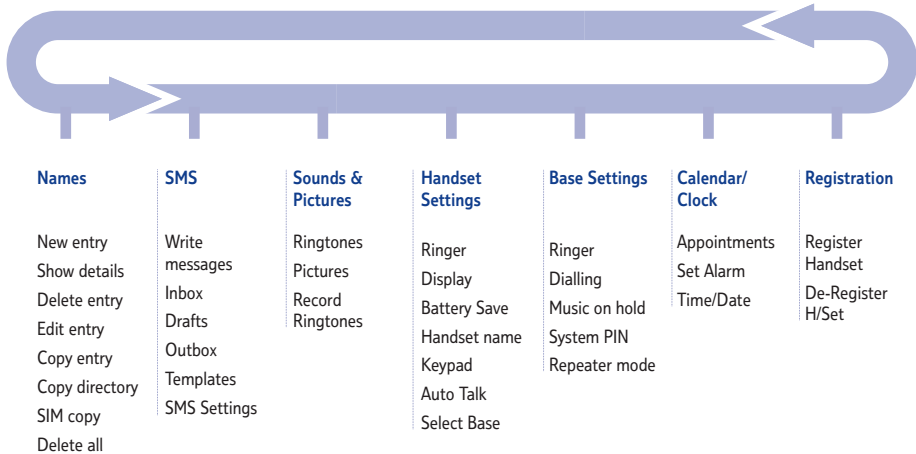 Names
New entry
Show details
Delete entry
Edit entry
Copy entry
Copy directory
SIM copy
Delete all
SMS
Write
messages
Inbox
Drafts
Outbox
Templates
SMS Settings
Sounds &
Pictures
Ringtones
Pictures
Record
Ringtones
Handset
Settings
Ringer
Display
Battery Save
Handset name
Keypad
Auto Talk
Select Base
Base Settings
Ringer
Dialling
Music on hold
System PIN
Repeater mode
Calendar/
Clock
Appointments
Set Alarm
Time/Date
Registration
Register
Handset
De-Register
H/Set